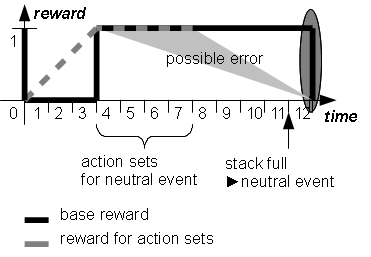 reward
1
possible error
0 1 2 3 4 5 6 7 8 9 10 11 12
time
action sets
for neutral event
stack full
►neutral event
base reward
reward for action sets